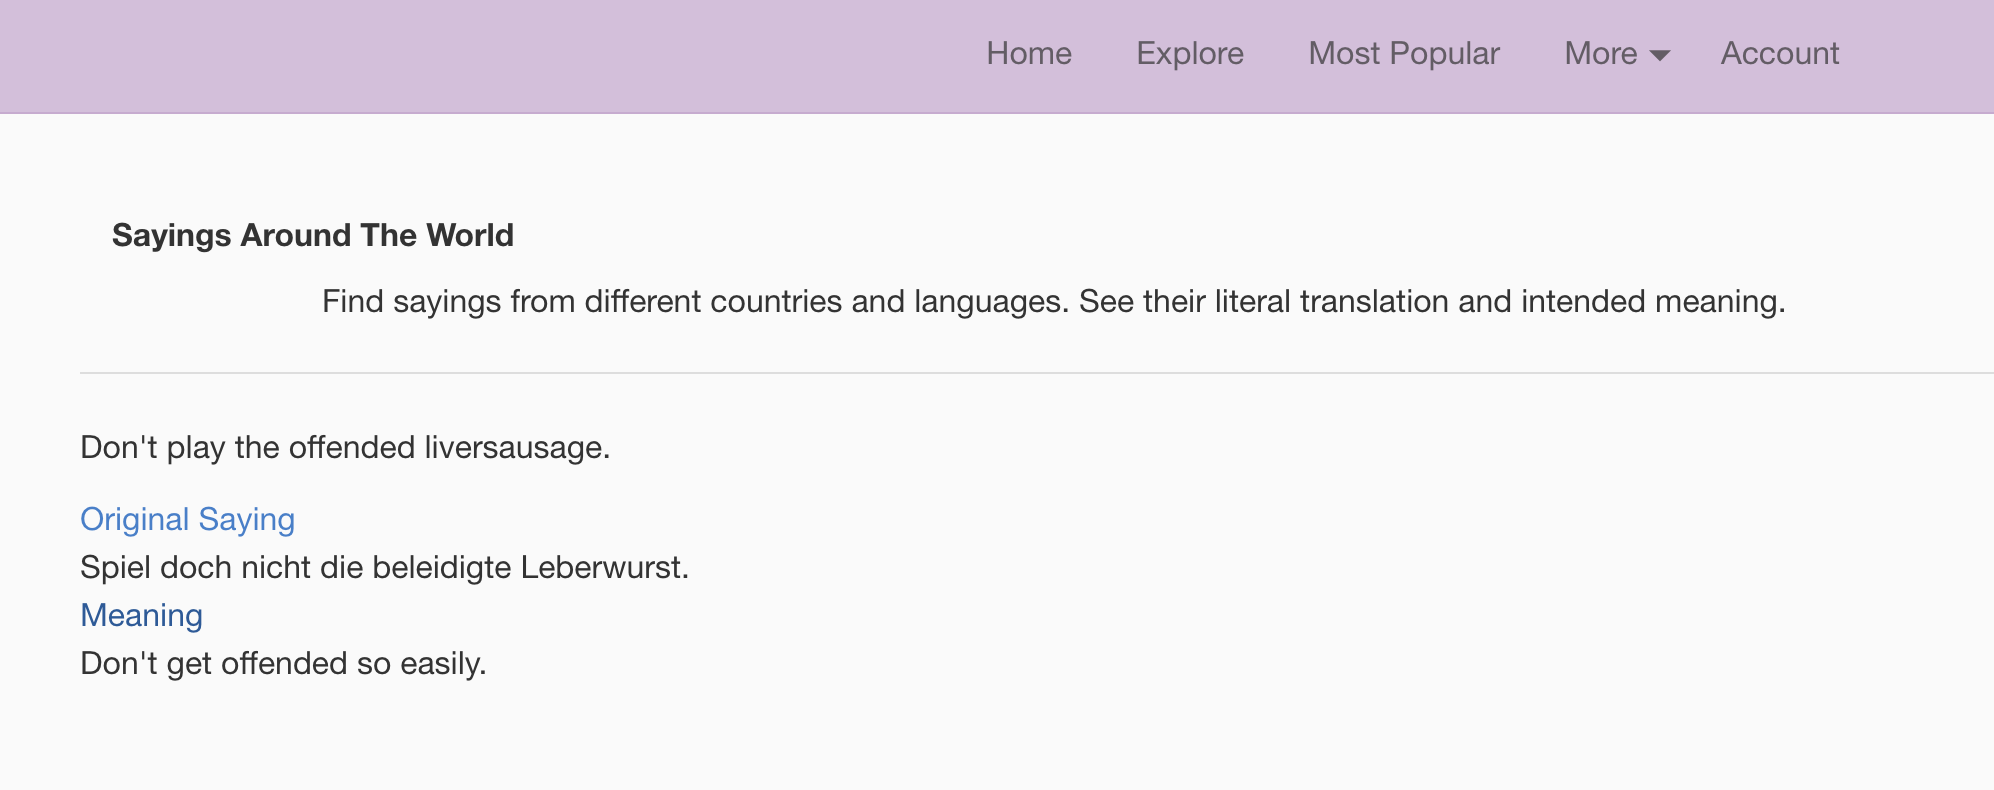 Home Explore Most Popular More Account
Sayings Around The World
Find sayings from different countries and languages. See their literal translation and intended meaning.
Don't play the offended liversausage.
Original Saying
Spiel doch nicht die beleidigte Leberwurst.
Meaning
Don't get offended so easily.